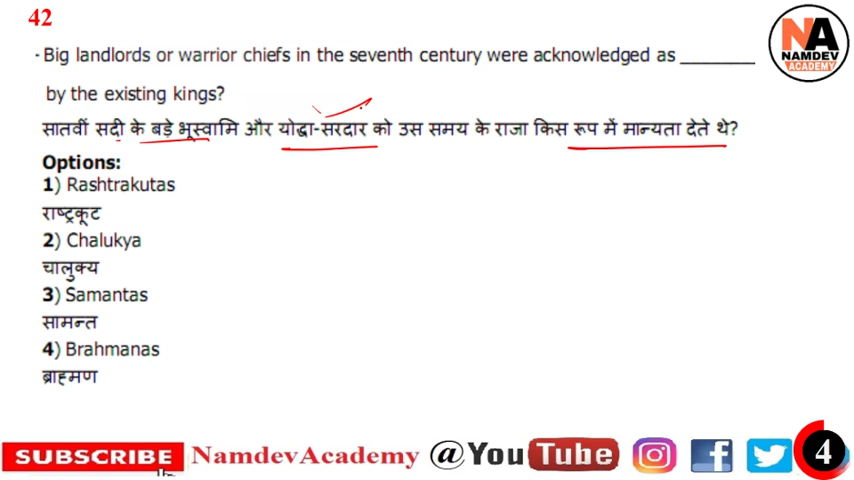 42
NA
NAMDEV
ACADEMY
- Big landlords or warrior chiefs in the seventh century were acknowledged as ________
by the existing kings?
सातवीं सदी के बड़े भूस्वामि और योद्धा-सरदार को उस समय के राजा किस रूप में मान्यता देते थे?
Options:
1) Rashtrakutas
राष्ट्रकूट
2) Chalukya
चालुक्य
3) Samantas
सामन्त
4) Brahmanas
ब्राह्मण
SUBSCRIBE NamdevAcademy @YouTube 4